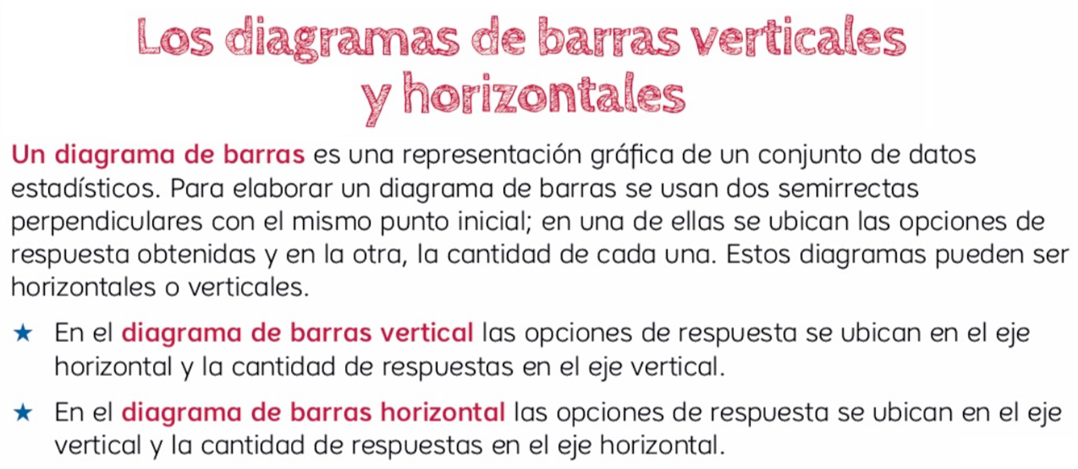 Los diagramas de barras verticales
y horizontales
Un diagrama de barras es una representación gráfica de un conjunto de datos
estadísticos. Para elaborar un diagrama de barras se usan dos semirrectas
perpendiculares con el mismo punto inicial; en una de ellas se ubican las opciones de
respuesta obtenidas y en la otra, la cantidad de cada una. Estos diagramas pueden ser
horizontales o verticales.
★ En el diagrama de barras vertical las opciones de respuesta se ubican en el eje
horizontal y la cantidad de respuestas en el eje vertical.
★ En el diagrama de barras horizontal las opciones de respuesta se ubican en el eje
vertical y la cantidad de respuestas en el eje horizontal.